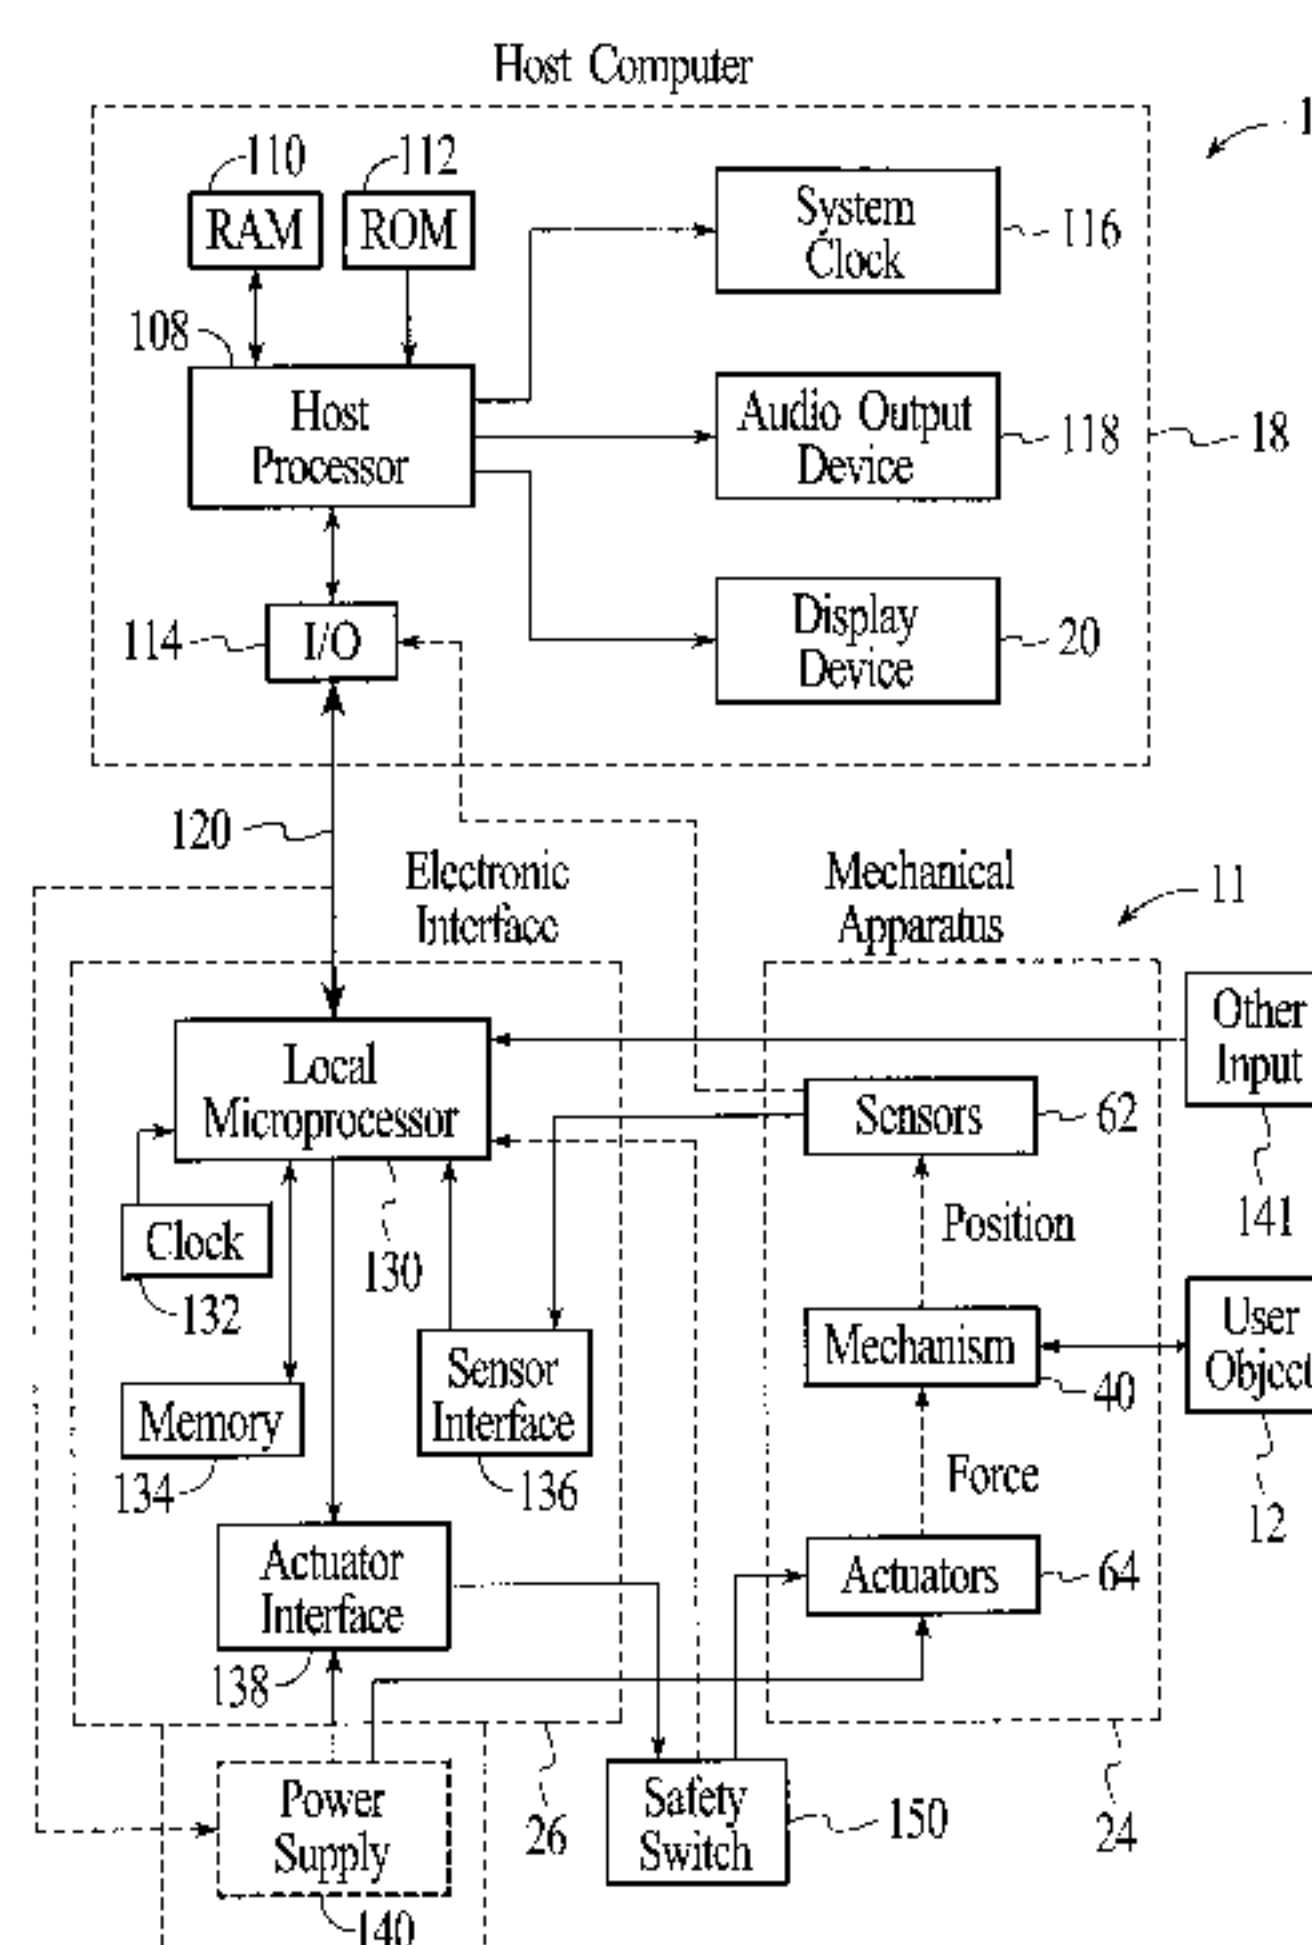 Host Computer
1
110
112
RAM
ROM
System
Clock
116
108
Host
Processor
Audio Output
Device
118
18
114
I/O
Display
Device
20
120
Electronic
Interface
Mechanical
Apparatus
11
Local
Microprocessor
Other
Input
Sensors
62
Clock
130
Position
141
132
Sensor
Interface
Mechanism
40
User
Object
Memory
134
136
Force
12
Actuator
Interface
Actuators
64
138
Power
Supply
26
Safety
Switch
150
24
140